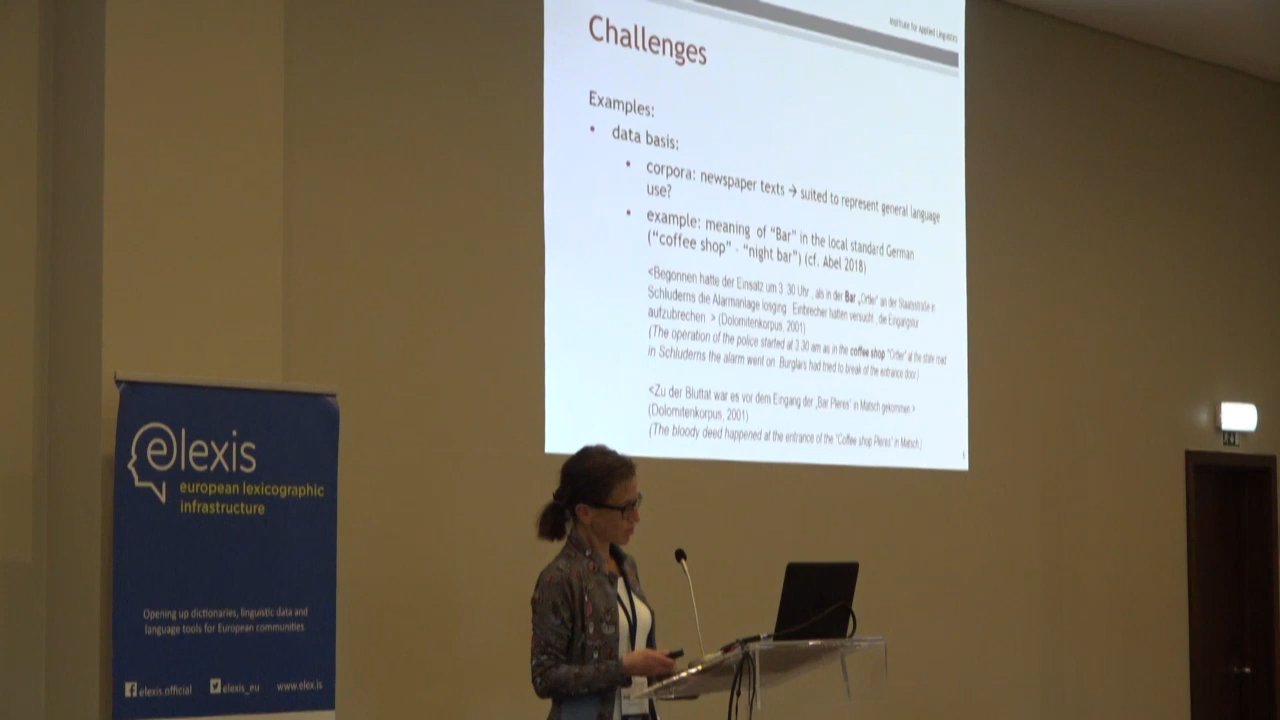 Institute for Applied Linguistics
Challenges
Examples:
• data basis:
• corpora: newspaper texts → suited to represent general language
use?
• example: meaning of "Bar" in the local standard German
("coffee shop" - "night bar") (cf. Abel 2018)
<Begonnen hatte der Einsatz um 3 30 Uhr , als in der Bar „Ortler" an der Staatsstraße in
Schluderns die Alarmanlage losging Einbrecher hatten versucht , die Eingangstür
aufzubrechen > (Dolomitenkorpus, 2001)
(The operation of the police started at 3 30 am as in the coffee shop "Ortler" at the state road
in Schluderns the alarm went on Burglars had tried to break of the entrance door)
<Zu der Bluttat war es vor dem Eingang der „Bar Pleres" in Matsch gekommen >
(Dolomitenkorpus, 2001)
(The bloody deed happened at the entrance of the "Coffee shop Pleres" in Matsch)
elexis
european lexicographic
infrastructure
Opening up dictionaries, linguistic data and
language tools for European communities
elexis.official elexis_eu www.elex.is